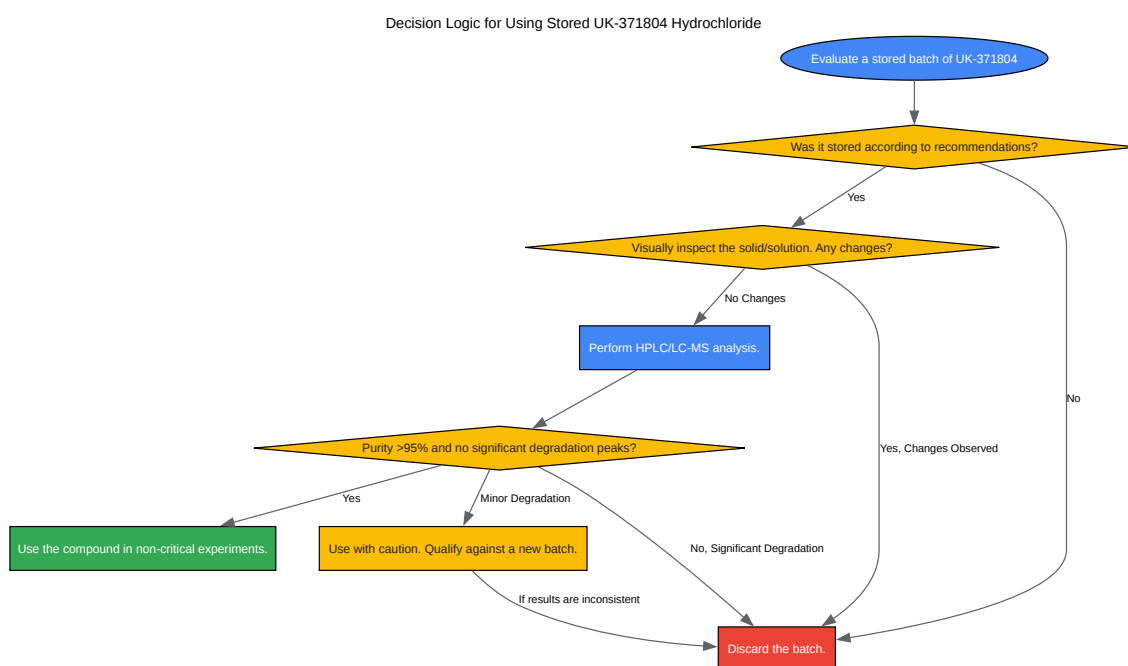 Decision Logic for Using Stored UK-371804 Hydrochloride
Evaluate a stored batch of UK-371804
Was it stored according to recommendations?
Yes
Visually inspect the solid/solution. Any changes?
No Changes
Perform HPLC/LC-MS analysis.
No
Purity >95% and no significant degradation peaks?
Yes, Changes Observed
Yes
Minor Degradation
Use the compound in non-critical experiments.
Use with caution. Qualify against a new batch.
No, Significant Degradation
If results are inconsistent
Discard the batch.